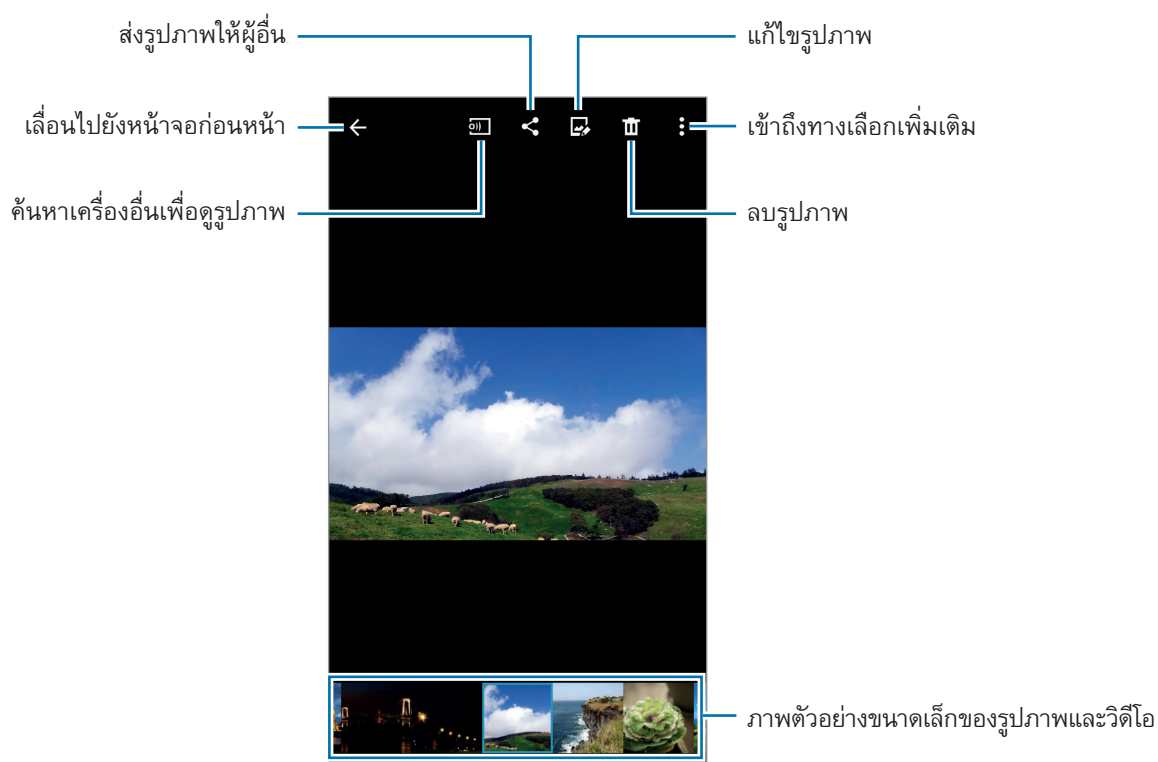 ส่งรูปภาพให้ผู้อื่น
แก้ไขรูปภาพ
เลื่อนไปยังหน้าจอก่อนหน้า
เข้าถึงทางเลือกเพิ่มเติม
ค้นหาเครื่องอื่นเพื่อดูรูปภาพ
ลบรูปภาพ
ภาพตัวอย่างขนาดเล็กของรูปภาพและวิดีโอ